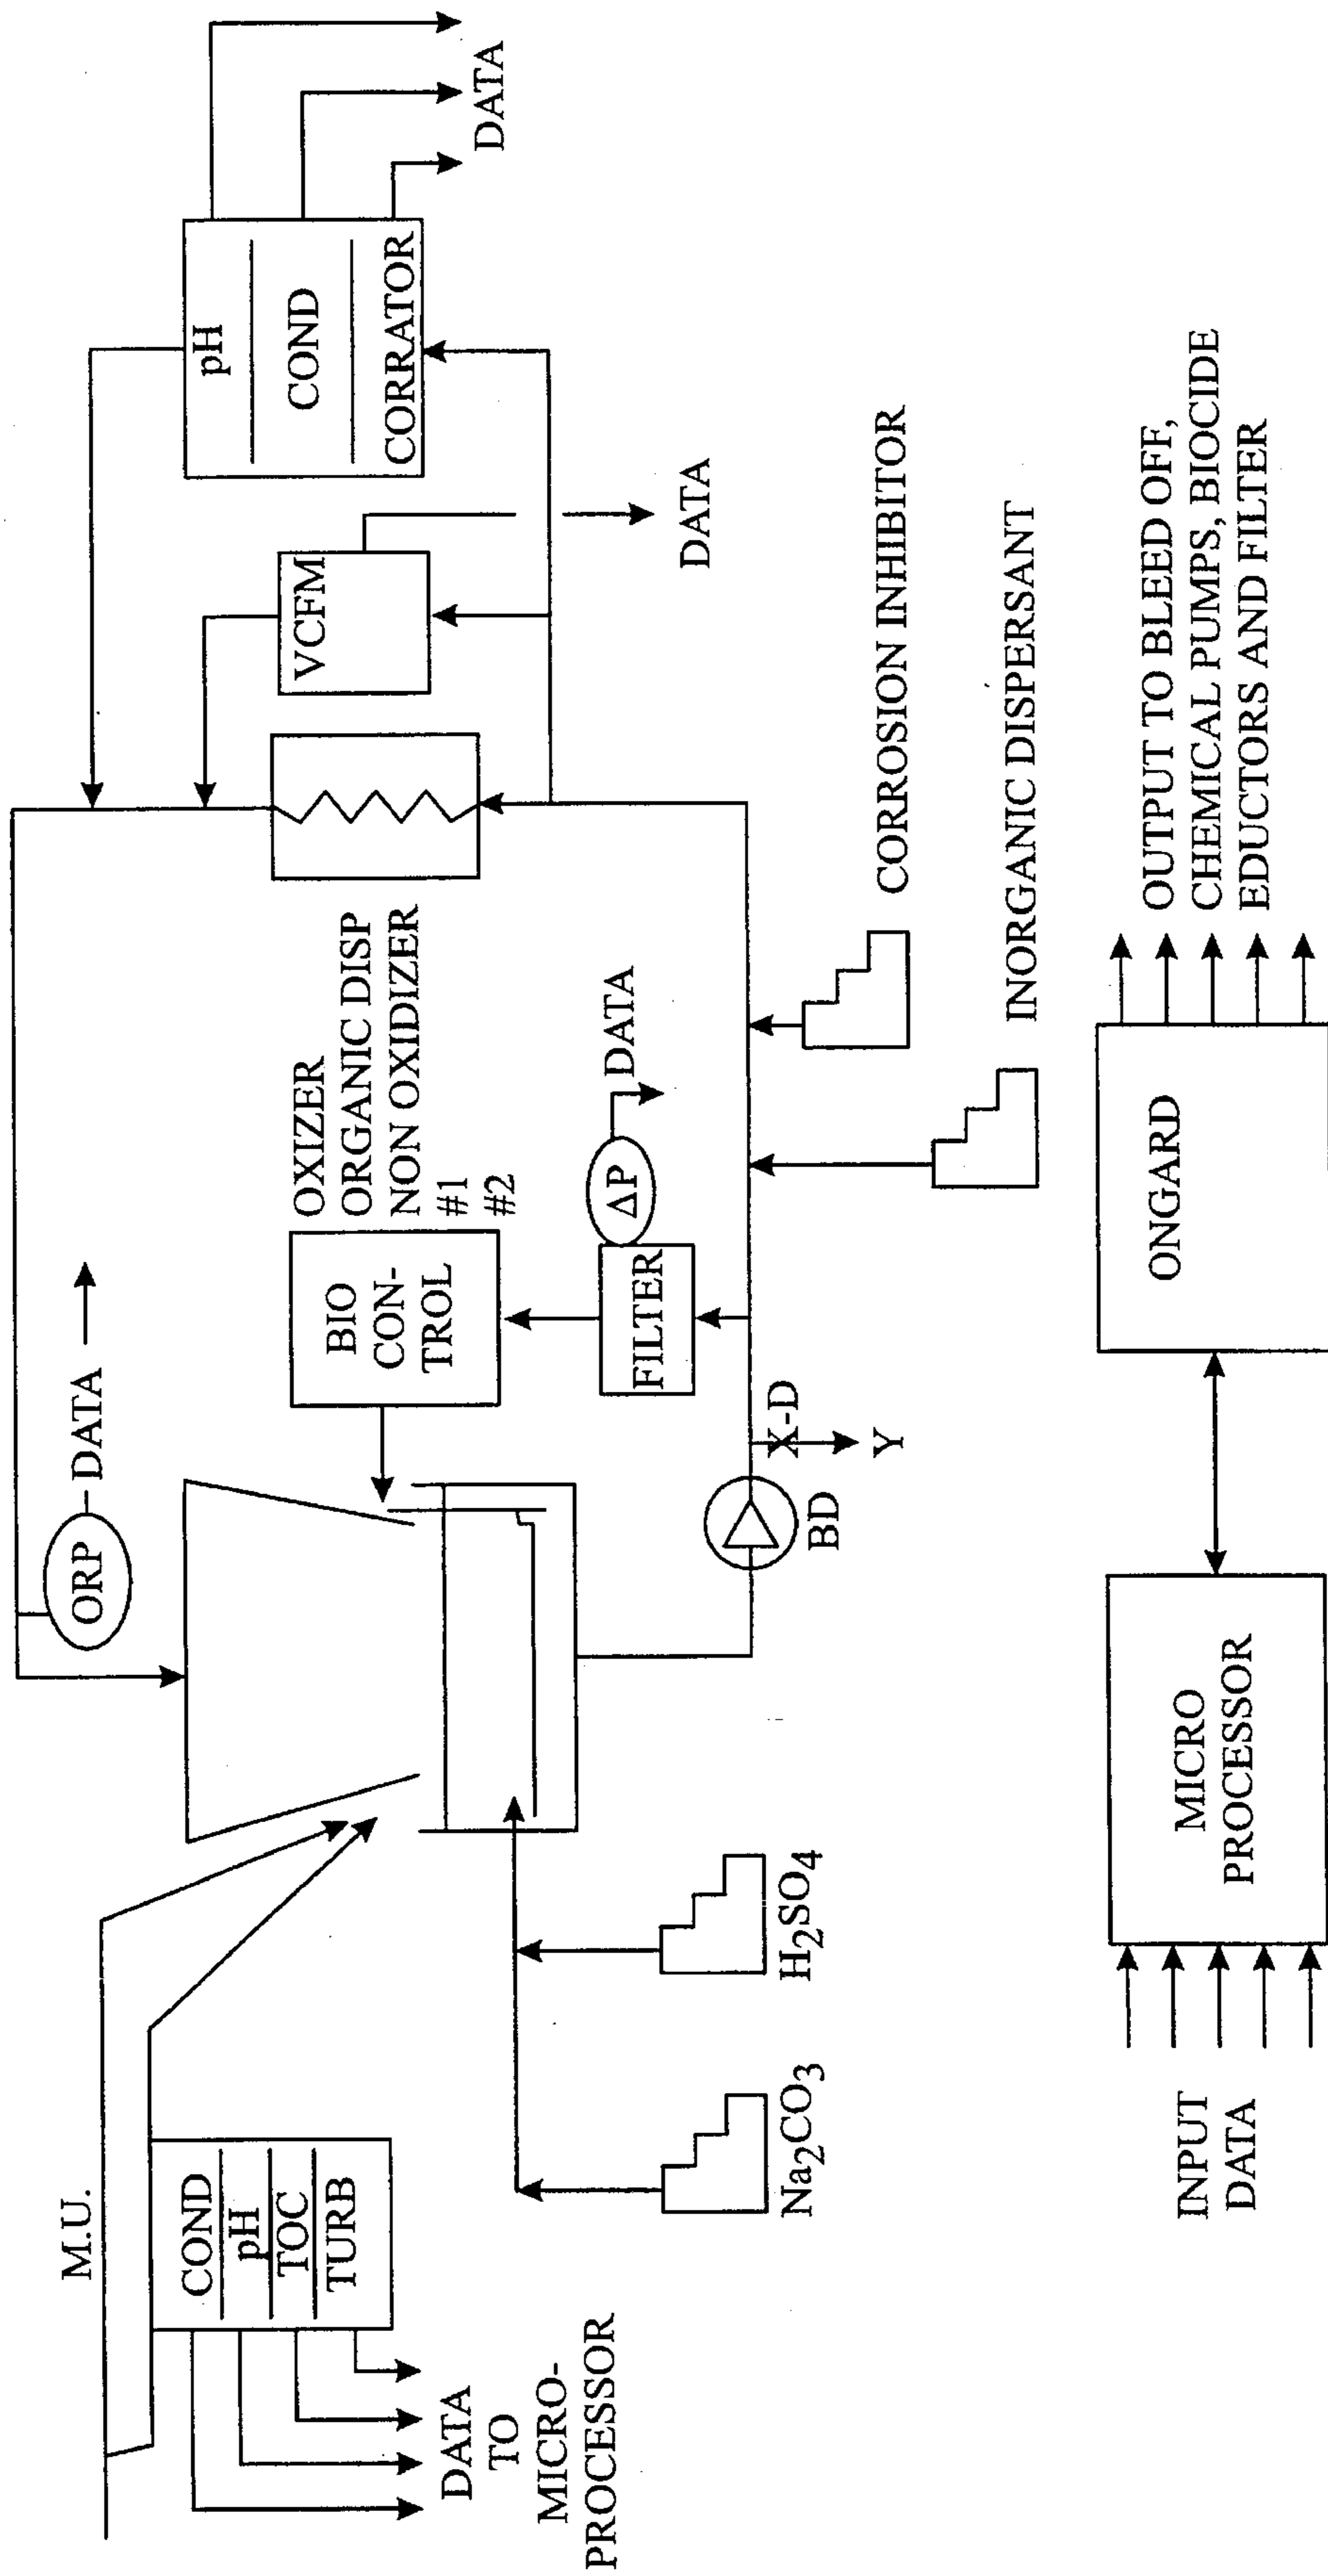 M.U.
COND
pH
TOC
TURB
DATA
TO
MICRO-
PROCESSOR
Na2CO3
H2SO4
ORP
DATA
BIO
CON-
TROL
OXIZER
ORGANIC DISP
NON OXIDIZER
#1
#2
FILTER
ΔP
DATA
BD
X-D
Y
VCFM
DATA
pH
COND
CORRATOR
DATA
CORROSION INHIBITOR
INORGANIC DISPERSANT
INPUT
DATA
MICRO
PROCESSOR
ONGARD
OUTPUT TO BLEED OFF,
CHEMICAL PUMPS, BIOCIDE
EDUCTORS AND FILTER